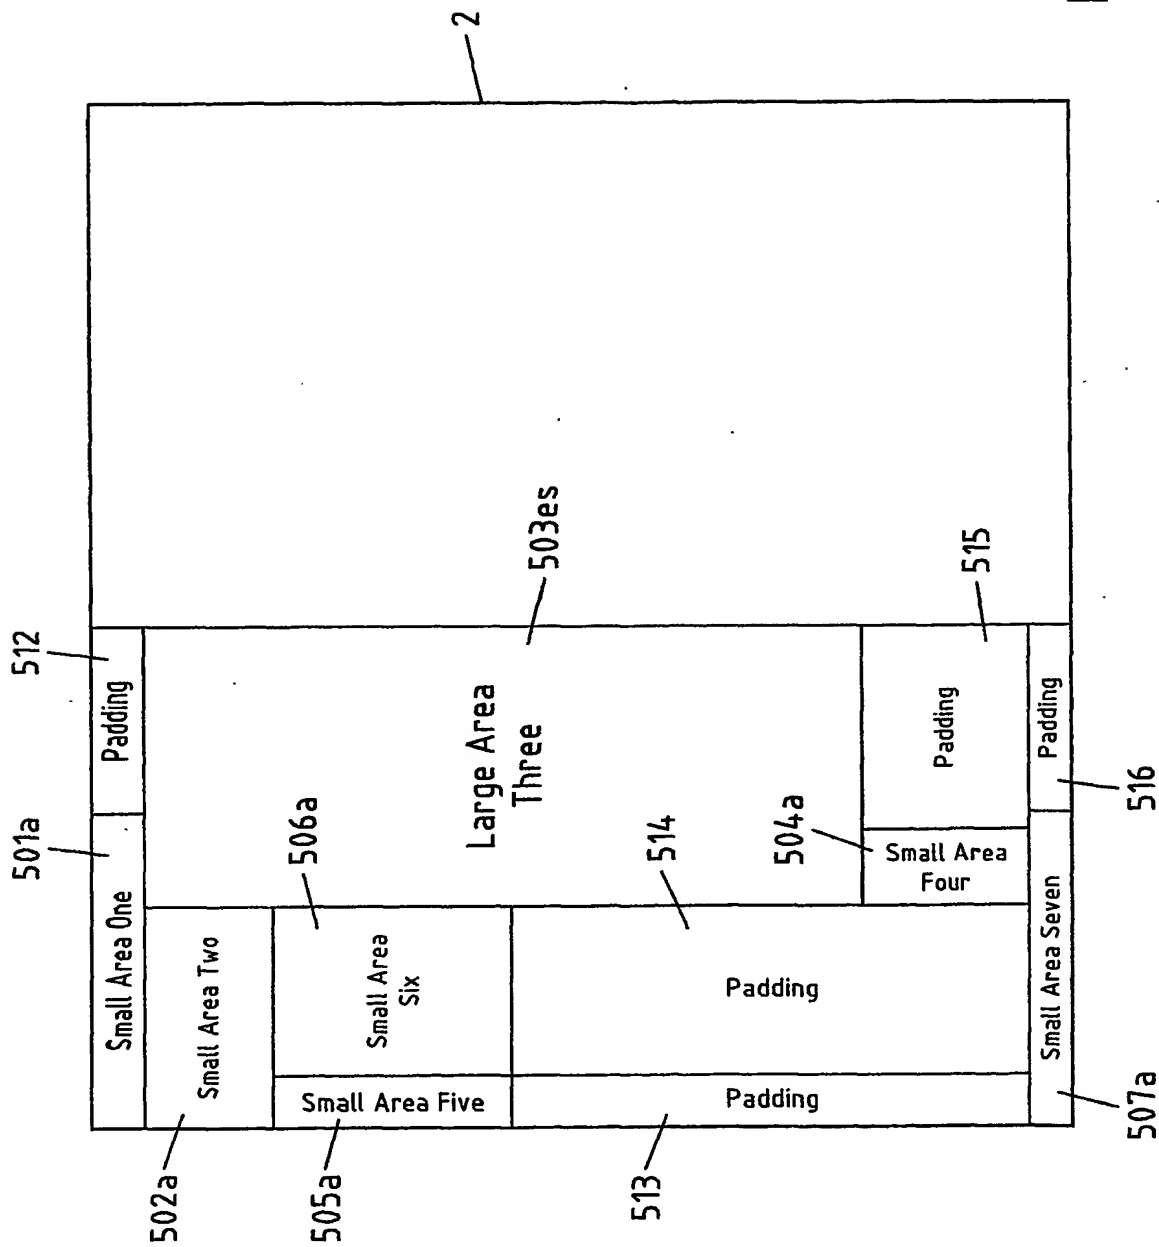 2
512
501a
Padding
Small Area One
502a
Small Area Two
506a
Small Area
Six
505a
Small Area Five
Large Area
Three
503es
514
Padding
513
Padding
504a
Small Area
Four
515
Padding
516
Padding
507a
Small Area Seven